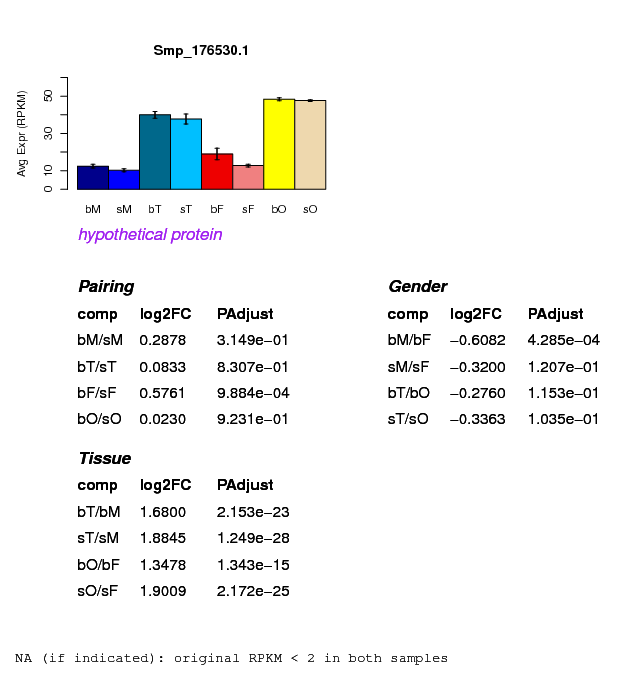 Smp_176530.1
Avg Expr (RPKM)
50
30
10
0
bM sM bT sT bF sF bO sO
hypothetical protein
Pairing
comp log2FC PAdjust
bM/sM 0.2878 3.149e−01
bT/sT 0.0833 8.307e−01
bF/sF 0.5761 9.884e−04
bO/sO 0.0230 9.231e−01
Gender
comp log2FC PAdjust
bM/bF −0.6082 4.285e−04
sM/sF −0.3200 1.207e−01
bT/bO −0.2760 1.153e−01
sT/sO −0.3363 1.035e−01
Tissue
comp log2FC PAdjust
bT/bM 1.6800 2.153e−23
sT/sM 1.8845 1.249e−28
bO/bF 1.3478 1.343e−15
sO/sF 1.9009 2.172e−25
NA (if indicated): original RPKM < 2 in both samples